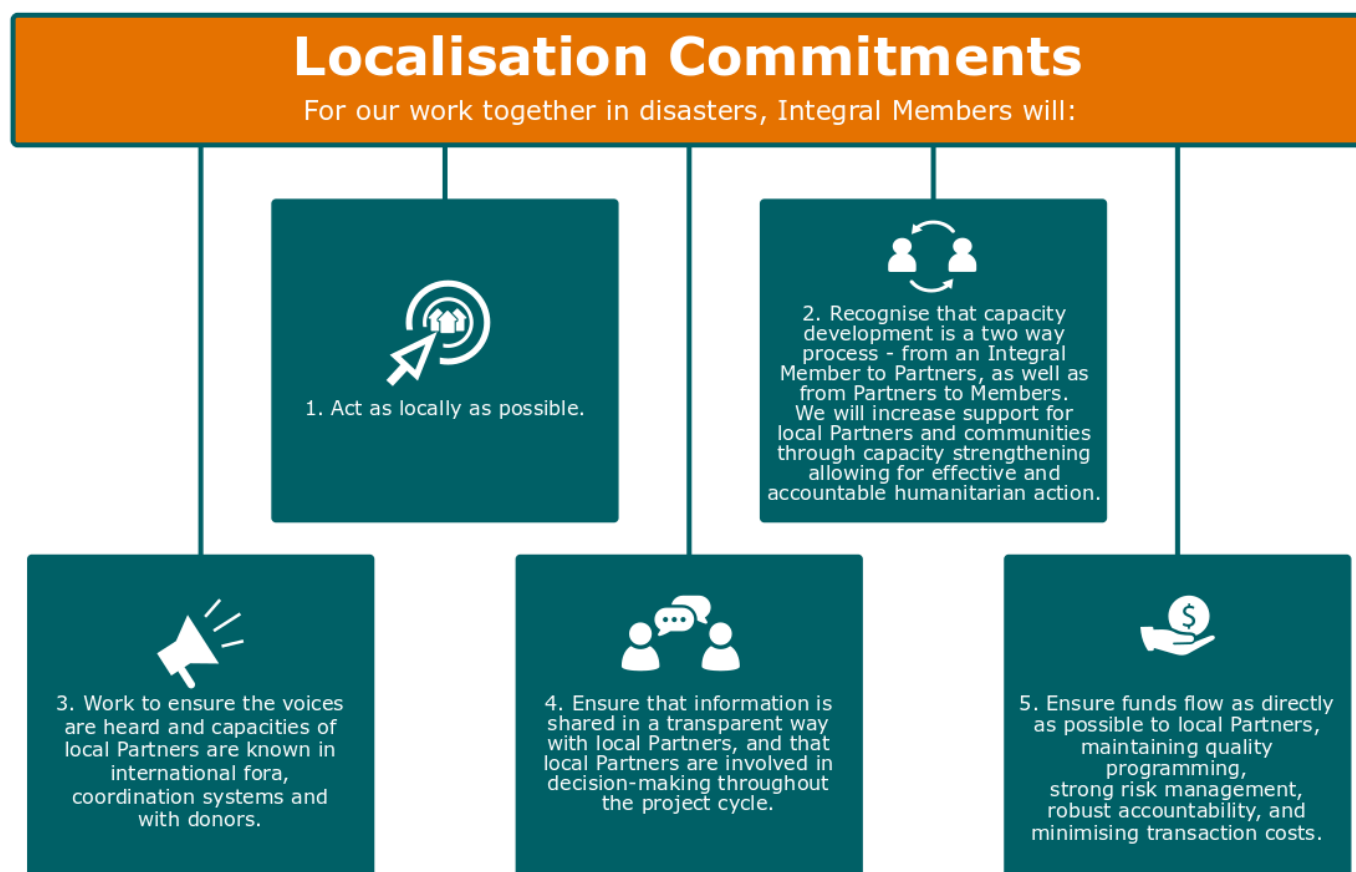 Localisation Commitments
For our work together in disasters, Integral Members will:
1. Act as locally as possible.
2. Recognise that capacity
development is a two way
process - from an Integral
Member to Partners, as well as
from Partners to Members.
We will increase support for
local Partners and communities
through capacity strengthening
allowing for effective and
accountable humanitarian action.
3. Work to ensure the voices
are heard and capacities of
local Partners are known in
international fora,
coordination systems and
with donors.
4. Ensure that information is
shared in a transparent way
with local Partners, and that
local Partners are involved in
decision-making throughout
the project cycle.
$
5. Ensure funds flow as directly
as possible to local Partners,
maintaining quality
programming,
strong risk management,
robust accountability, and
minimising transaction costs.